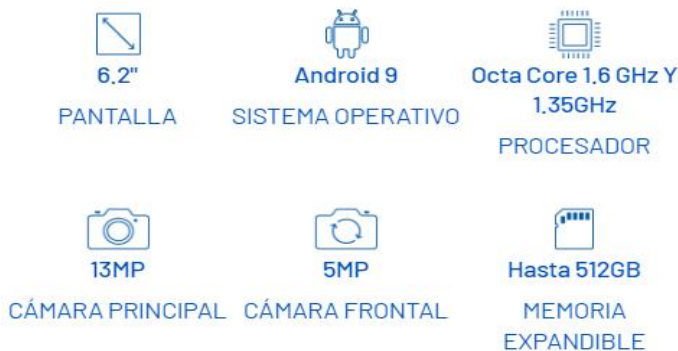 6.2"
PANTALLA
Android 9
SISTEMA OPERATIVO
Octa Core 1.6 GHz Y
1.35GHz
PROCESADOR
13MP
CÁMARA PRINCIPAL
5MP
CÁMARA FRONTAL
Hasta 512GB
MEMORIA
EXPANDIBLE